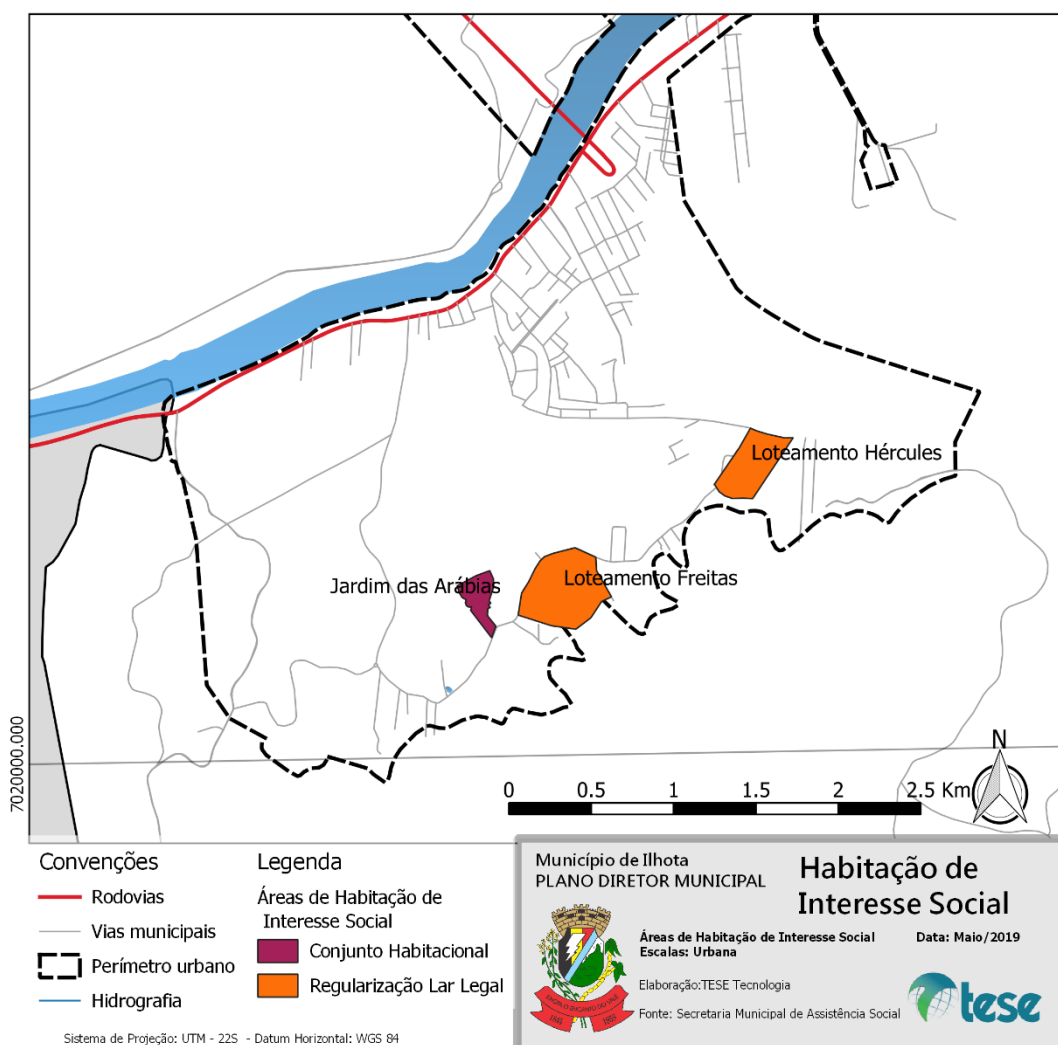 Loteamento Hércules
Jardim das Arábias
Loteamento Freitas
7020000.000
N
0 0.5 1 1.5 2 2.5 Km
Convenções
Rodovias
Vias municipais
Perímetro urbano
Hidrografia
Legenda
Áreas de Habitação de
Interesse Social
Conjunto Habitacional
Regularização Lar Legal
Sistema de Projeção: UTM - 22S - Datum Horizontal: WGS 84
Município de Ilhota
PLANO DIRETOR MUNICIPAL
Habitação de
Interesse Social
Áreas de Habitação de Interesse Social
Escalas: Urbana
Data: Maio/2019
Elaboração:TESE Tecnologia
Fonte: Secretaria Municipal de Assistência Social
tese